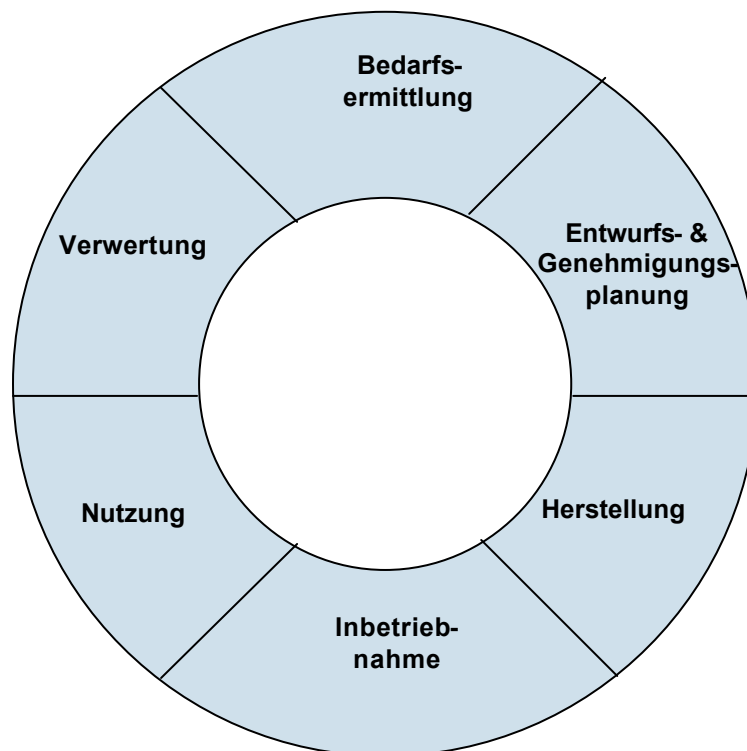 Bedarfs-
ermittlung
Entwurfs- &
Genehmigungs-
planung
Herstellung
Inbetrieb-
nahme
Nutzung
Verwertung